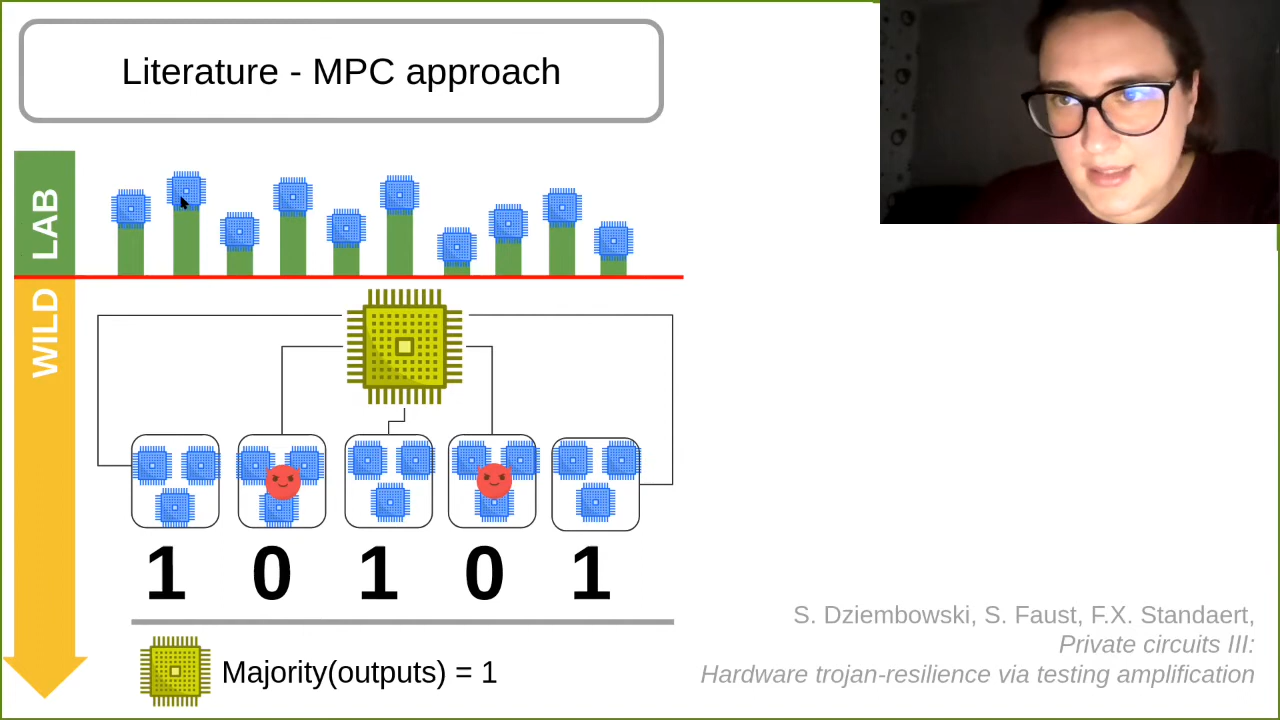 Literature - MPC approach
LAB
WILD
1 0 1 0 1
Majority(outputs) = 1
S. Dziembowski, S. Faust, F.X. Standaert,
Private circuits III:
Hardware trojan-resilience via testing amplification